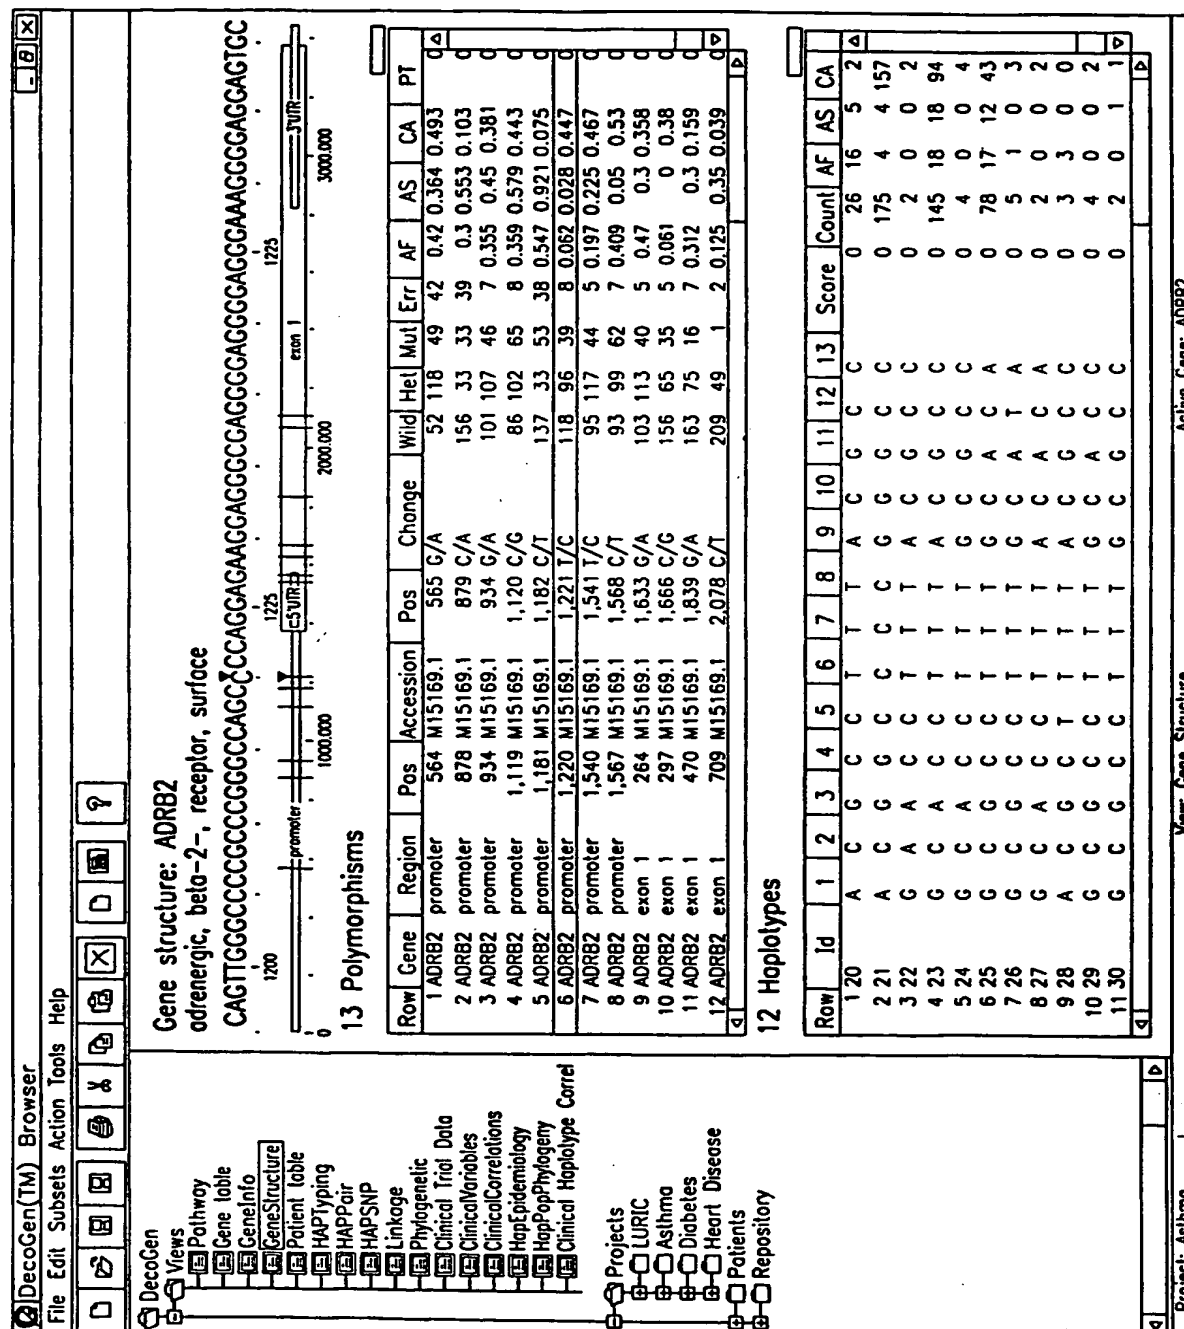 DecoGen(TM) Browser
File Edit Subsets Action Tools Help
DecoGen
Views
Pathway
Gene table
GeneInfo
GeneStructure
Patient table
HAPTyping
HAPPair
HAPSNP
Linkage
Phylogenetic
Clinical Trial Data
ClinicalVariables
ClinicalCorrelations
HapEpidemiology
HapPopPhylogeny
Clinical Haplotype Correl
Projects
LURIC
Asthma
Diabetes
Heart Disease
Patients
Repository
Gene structure: ADRB2
adrenergic, beta-2-, receptor, surface
1200 1225 1225
promoter 5'UTR exon 1 3'UTR
0 1000.000 2000.000 3000.000
13 Polymorphisms
Row Gene Region Pos Accession Pos Change Wild Het Mut Err AF AS CA PT
1 ADRB2 promoter 564 M15169.1 565 G/A 52 118 49 42 0.42 0.364 0.493 0
2 ADRB2 promoter 878 M15169.1 879 C/A 156 33 33 39 0.3 0.553 0.103 0
3 ADRB2 promoter 934 M15169.1 934 G/A 101 107 46 7 0.355 0.45 0.381 0
4 ADRB2 promoter 1,119 M15169.1 1,120 C/G 86 102 65 8 0.359 0.579 0.443 0
5 ADRB2 promoter 1,181 M15169.1 1,182 C/T 137 33 53 38 0.547 0.921 0.075 0
6 ADRB2 promoter 1,220 M15169.1 1,221 T/C 118 96 39 8 0.062 0.028 0.447 0
7 ADRB2 promoter 1,540 M15169.1 1,541 T/C 95 117 44 5 0.197 0.225 0.467 0
8 ADRB2 promoter 1,567 M15169.1 1,568 C/T 93 99 62 7 0.409 0.05 0.53 0
9 ADRB2 exon 1 264 M15169.1 1,633 G/A 103 113 40 5 0.47 0.3 0.358 0
10 ADRB2 exon 1 297 M15169.1 1,666 C/G 156 65 35 5 0.061 0 0.38 0
11 ADRB2 exon 1 470 M15169.1 1,839 G/A 163 75 16 7 0.312 0.3 0.159 0
12 ADRB2 exon 1 709 M15169.1 2,078 C/T 209 49 1 2 0.125 0.35 0.039 0
12 Haplotypes
Row Id 1 2 3 4 5 6 7 8 9 10 11 12 13 Score Count AF AS CA
1 20 A C G C C T T T A C G C C 0 26 16 5 2
2 21 A C G G C C C C G G G C C 0 175 4 4 157
3 22 G A A C C T T T A C G C C 0 2 0 0 2
4 23 G C A C C T T T A C G C C 0 145 18 18 94
5 24 G C A C C T T T G C G C C 0 4 0 0 4
6 25 G C G C C T T T G C A C A 0 78 17 12 43
7 26 G C G C C T T T G C A T A 0 5 1 0 3
8 27 G C A C C T T T A C A C A 0 2 0 0 2
9 28 A C G C T T T T A C G C C 0 3 3 0 0
10 29 G C G C C T T T G C A C C 0 4 0 0 2
11 30 G C G C C T T T G C G C C 0 2 0 1 1
Project: Asthma View: Gene Structure Active Gene: ADRB2